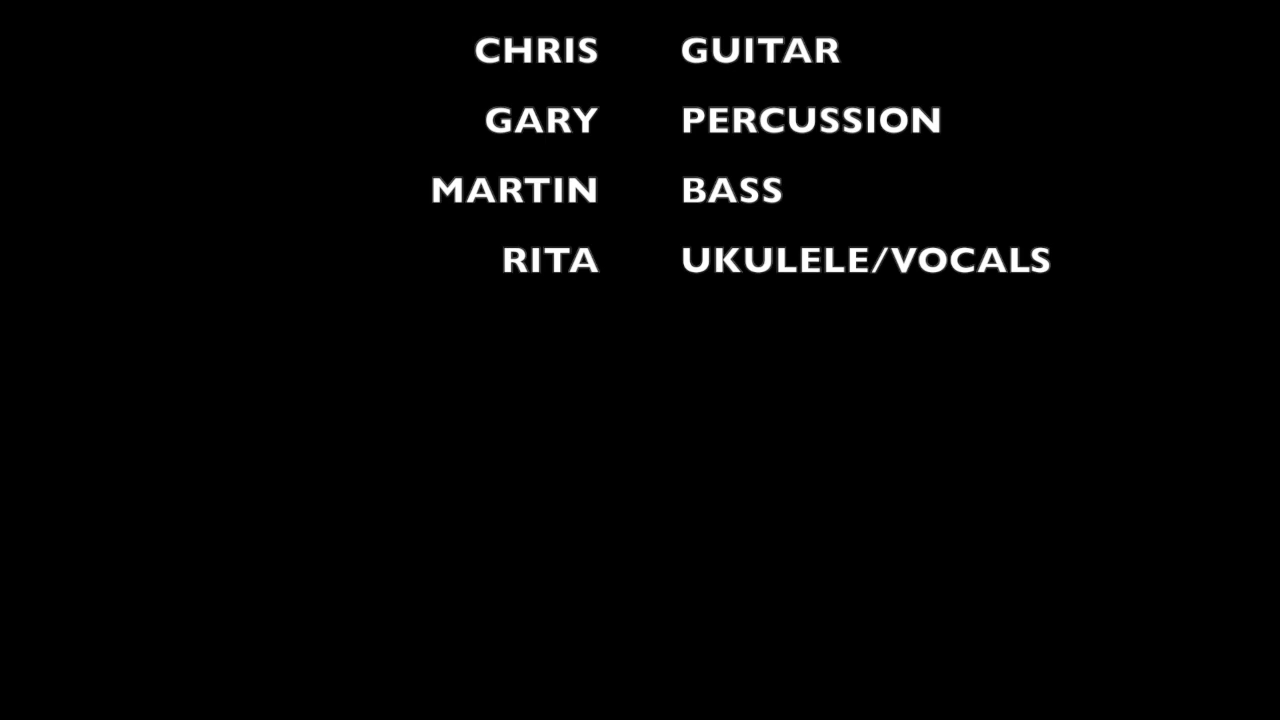 CHRIS GUITAR
GARY PERCUSSION
MARTIN BASS
RITA UKULELE/VOCALS